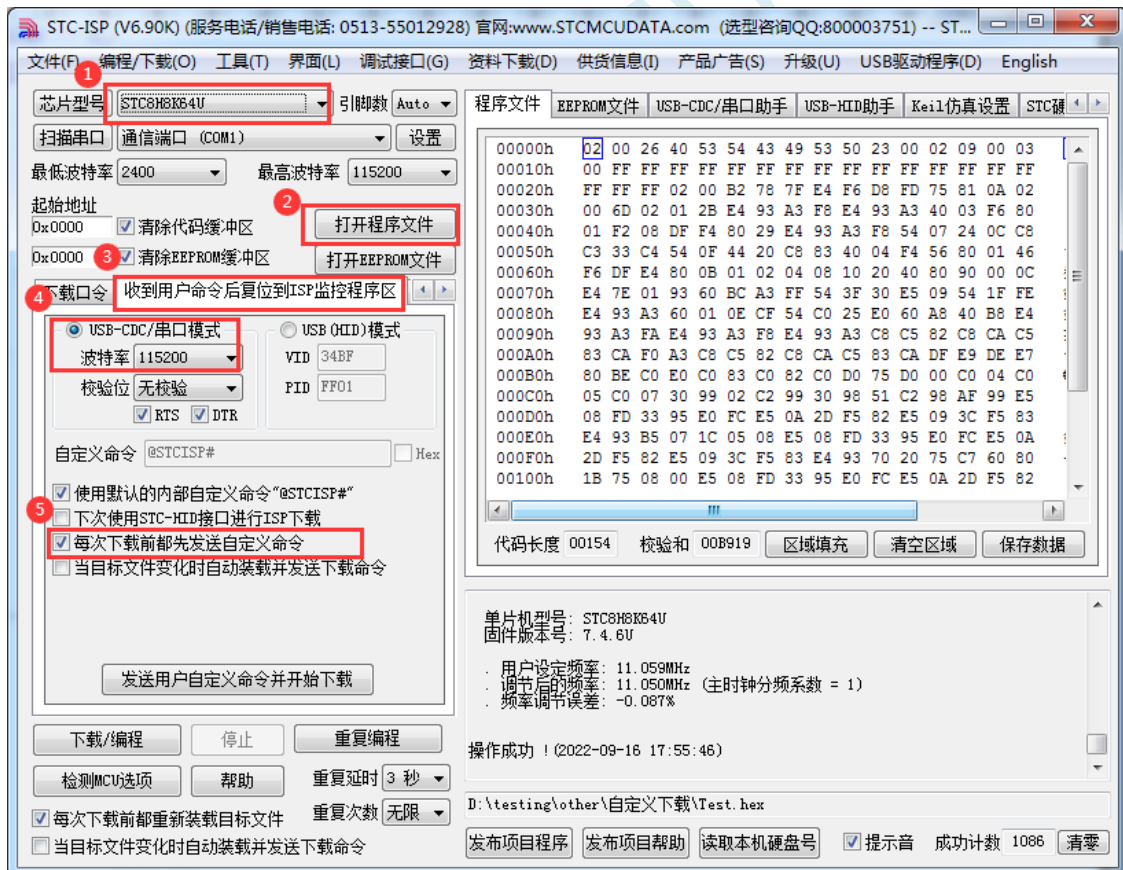 STC-ISP (V6.90K) (服务电话/销售电话: 0513-55012928) 官网:www.STCMCUDATA.com (选型咨询QQ:800003751) -- ST...
文件(F) 编程/下载(O) 工具(T) 界面(L) 调试接口(G) 资料下载(D) 供货信息(I) 产品广告(S) 升级(U) USB驱动程序(D) English
1
芯片型号 STC8H8K64U 引脚数 Auto
扫描串口 通信端口 (COM1) 设置
最低波特率 2400 最高波特率 115200
起始地址
2
0x0000 清除代码缓冲区 打开程序文件
0x0000 3 清除EEPROM缓冲区 打开EEPROM文件
4 下载口令 收到用户命令后复位到ISP监控程序区
USB-CDC/串口模式 USB(HID)模式
波特率 115200 VID 34BF
校验位 无校验 PID FF01
RTS DTR
自定义命令 @STCISP# Hex
使用默认的内部自定义命令"@STCISP#"
5
下次使用STC-HID接口进行ISP下载
每次下载前都先发送自定义命令
当目标文件变化时自动装载并发送下载命令
发送用户自定义命令并开始下载
下载/编程 停止 重复编程
检测MCU选项 帮助 重复延时 3 秒
每次下载前都重新装载目标文件 重复次数 无限
当目标文件变化时自动装载并发送下载命令
程序文件 EEPROM文件 USB-CDC/串口助手 USB-HID助手 Keil仿真设置 STC硬
00000h 02 00 26 40 53 54 43 49 53 50 23 00 02 09 00 03
00010h 00 FF FF FF FF FF FF FF FF FF FF FF FF FF FF FF
00020h FF FF FF 02 00 B2 78 7F E4 F6 D8 FD 75 81 0A 02
00030h 00 6D 02 01 2B E4 93 A3 F8 E4 93 A3 40 03 F6 80
00040h 01 F2 08 DF F4 80 29 E4 93 A3 F8 54 07 24 0C C8
00050h C3 33 C4 54 0F 44 20 C8 83 40 04 F4 56 80 01 46
00060h F6 DF E4 80 0B 01 02 04 08 10 20 40 80 90 00 0C
00070h E4 7E 01 93 60 BC A3 FF 54 3F 30 E5 09 54 1F FE
00080h E4 93 A3 60 01 0E CF 54 C0 25 E0 60 A8 40 B8 E4
00090h 93 A3 FA E4 93 A3 F8 E4 93 A3 C8 C5 82 C8 CA C5
000A0h 83 CA F0 A3 C8 C5 82 C8 CA C5 83 CA DF E9 DE E7
000B0h 80 BE C0 E0 C0 83 C0 82 C0 D0 75 D0 00 C0 04 C0
000C0h 05 C0 07 30 99 02 C2 99 30 98 51 C2 98 AF 99 E5
000D0h 08 FD 33 95 E0 FC E5 0A 2D F5 82 E5 09 3C F5 83
000E0h E4 93 B5 07 1C 05 08 E5 08 FD 33 95 E0 FC E5 0A
000F0h 2D F5 82 E5 09 3C F5 83 E4 93 70 20 75 C7 60 80
00100h 1B 75 08 00 E5 08 FD 33 95 E0 FC E5 0A 2D F5 82
代码长度 00154 校验和 00B919 区域填充 清空区域 保存数据
单片机型号: STC8H8K64U
固件版本号: 7.4.6U
. 用户设定频率: 11.059MHz
. 调节后的频率: 11.050MHz (主时钟分频系数 = 1)
. 频率调节误差: -0.087%
操作成功 !(2022-09-16 17:55:46)
D:\testing\other\自定义下载\Test.hex
发布项目程序 发布项目帮助 读取本机硬盘号 提示音 成功计数 1086 清零